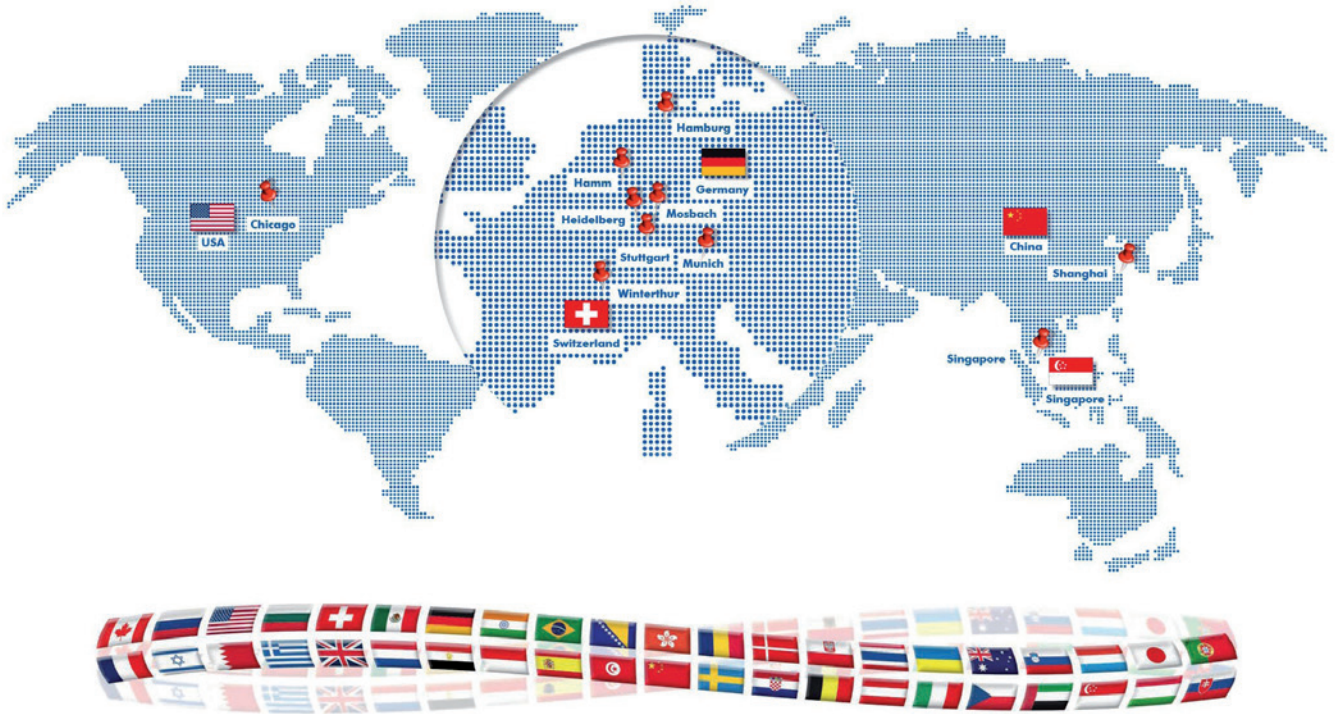 Hamburg
Hamm
Germany
Heidelberg
Mosbach
Chicago
USA
China
Stuttgart
Munich
Shanghai
Winterthur
Switzerland
Singapore
Singapore